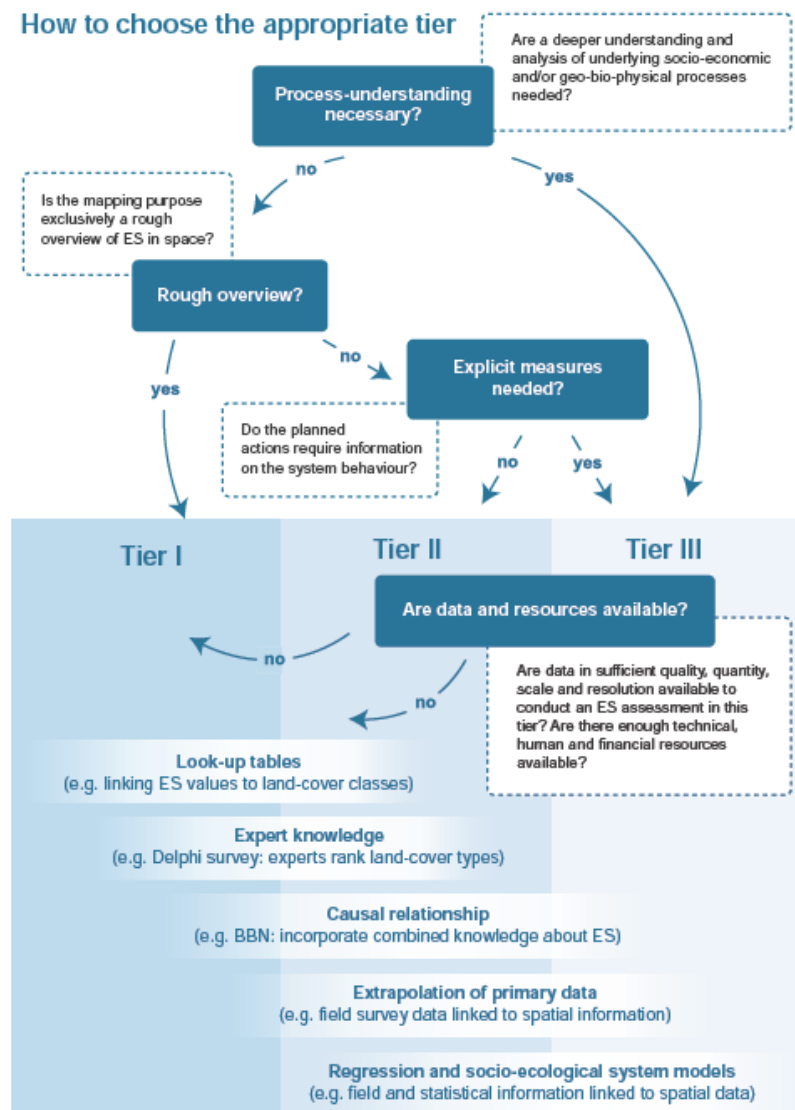 How to choose the appropriate tier
Are a deeper understanding and
analysis of underlying socio-economic
and/or geo-bio-physical processes
needed?
Process-understanding
necessary?
no
yes
Is the mapping purpose
exclusively a rough
overview of ES in space?
Rough overview?
no
yes
Explicit measures
needed?
Do the planned
actions require information
on the system behaviour?
no
yes
Tier I
Tier II
Tier III
Are data and resources available?
no
no
Are data in sufficient quality, quantity,
scale and resolution available to
conduct an ES assessment in this
tier? Are there enough technical,
human and financial resources
available?
Look-up tables
(e.g. linking ES values to land-cover classes)
Expert knowledge
(e.g. Delphi survey: experts rank land-cover types)
Causal relationship
(e.g. BBN: incorporate combined knowledge about ES)
Extrapolation of primary data
(e.g. field survey data linked to spatial information)
Regression and socio-ecological system models
(e.g. field and statistical information linked to spatial data)